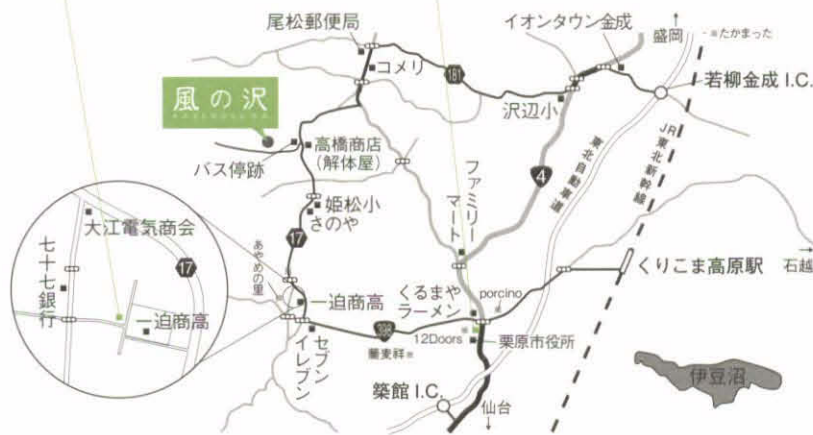 尾松郵便局
イオンタウン金成
盛岡
たかまった
コメリ
181
若柳金成 I.C.
風の沢
KAZENOSAWA
沢辺小
高橋商店
(解体屋)
バス停跡
東北自動車道
JR東北新幹線
ファミリーマート
4
姫松小
さのや
大江電気商会
17
17
あやめの里
七十七銀行
くりこま高原駅
石越
一迫商高
くるまや
ラーメン
porcino
一迫商高
398
12Doors
栗原市役所
蕎麦祥
セブン
イレブン
築館 I.C.
仙台
伊豆沼